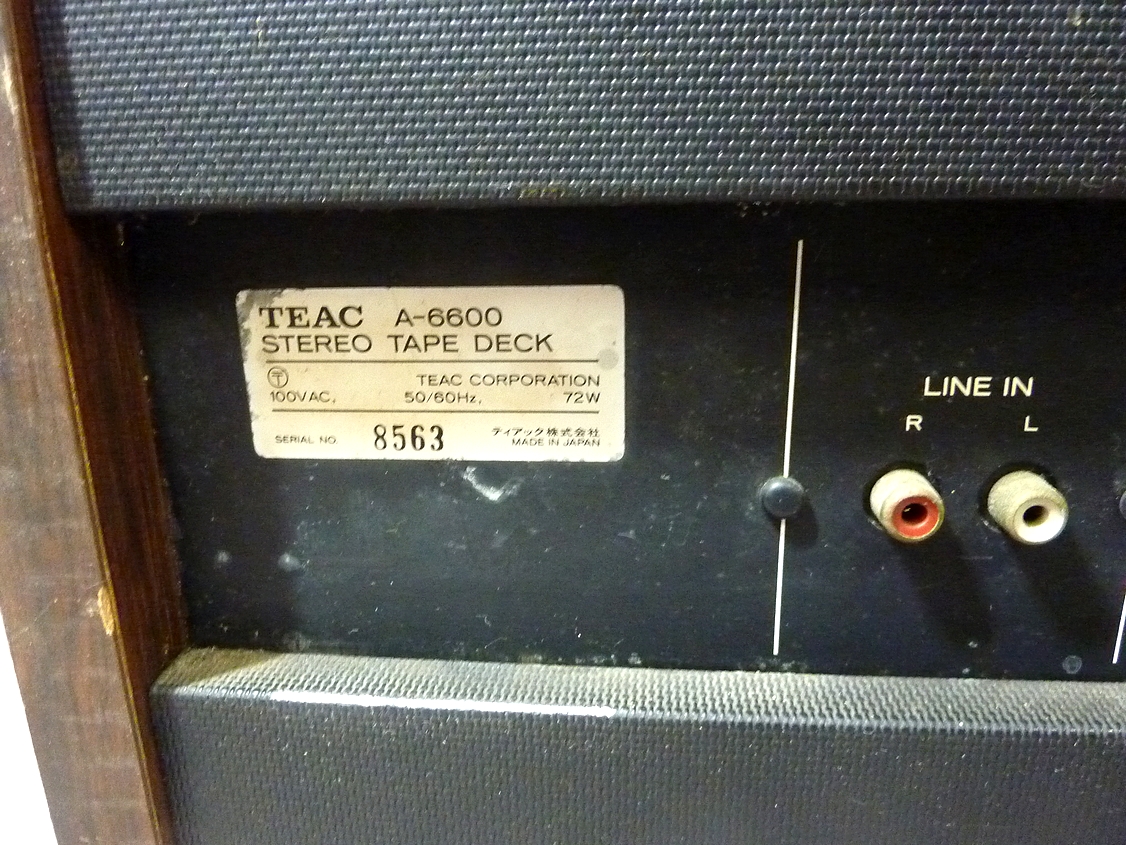 TEAC A-6600
STEREO TAPE DECK
〒 TEAC CORPORATION
100VAC, 50/60Hz, 72W
SERIAL NO. 8563
ティアック株式会社
MADE IN JAPAN
LINE IN
R L